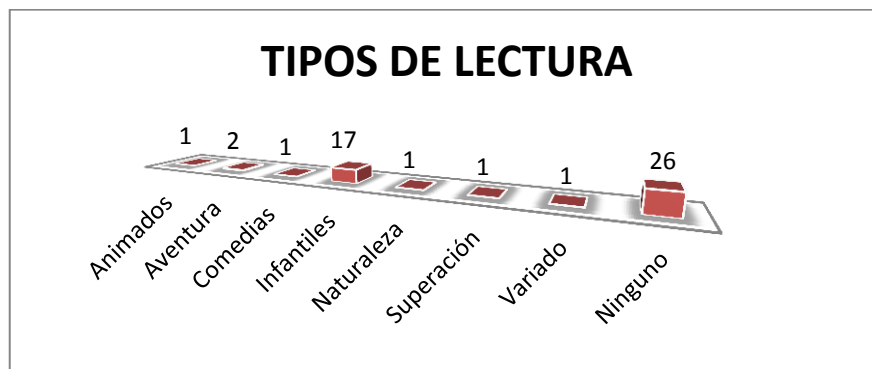 TIPOS DE LECTURA
1
2
1
17
1
1
1
26
Animados
Aventura
Comedias
Infantiles
Naturaleza
Superación
Variado
Ninguno